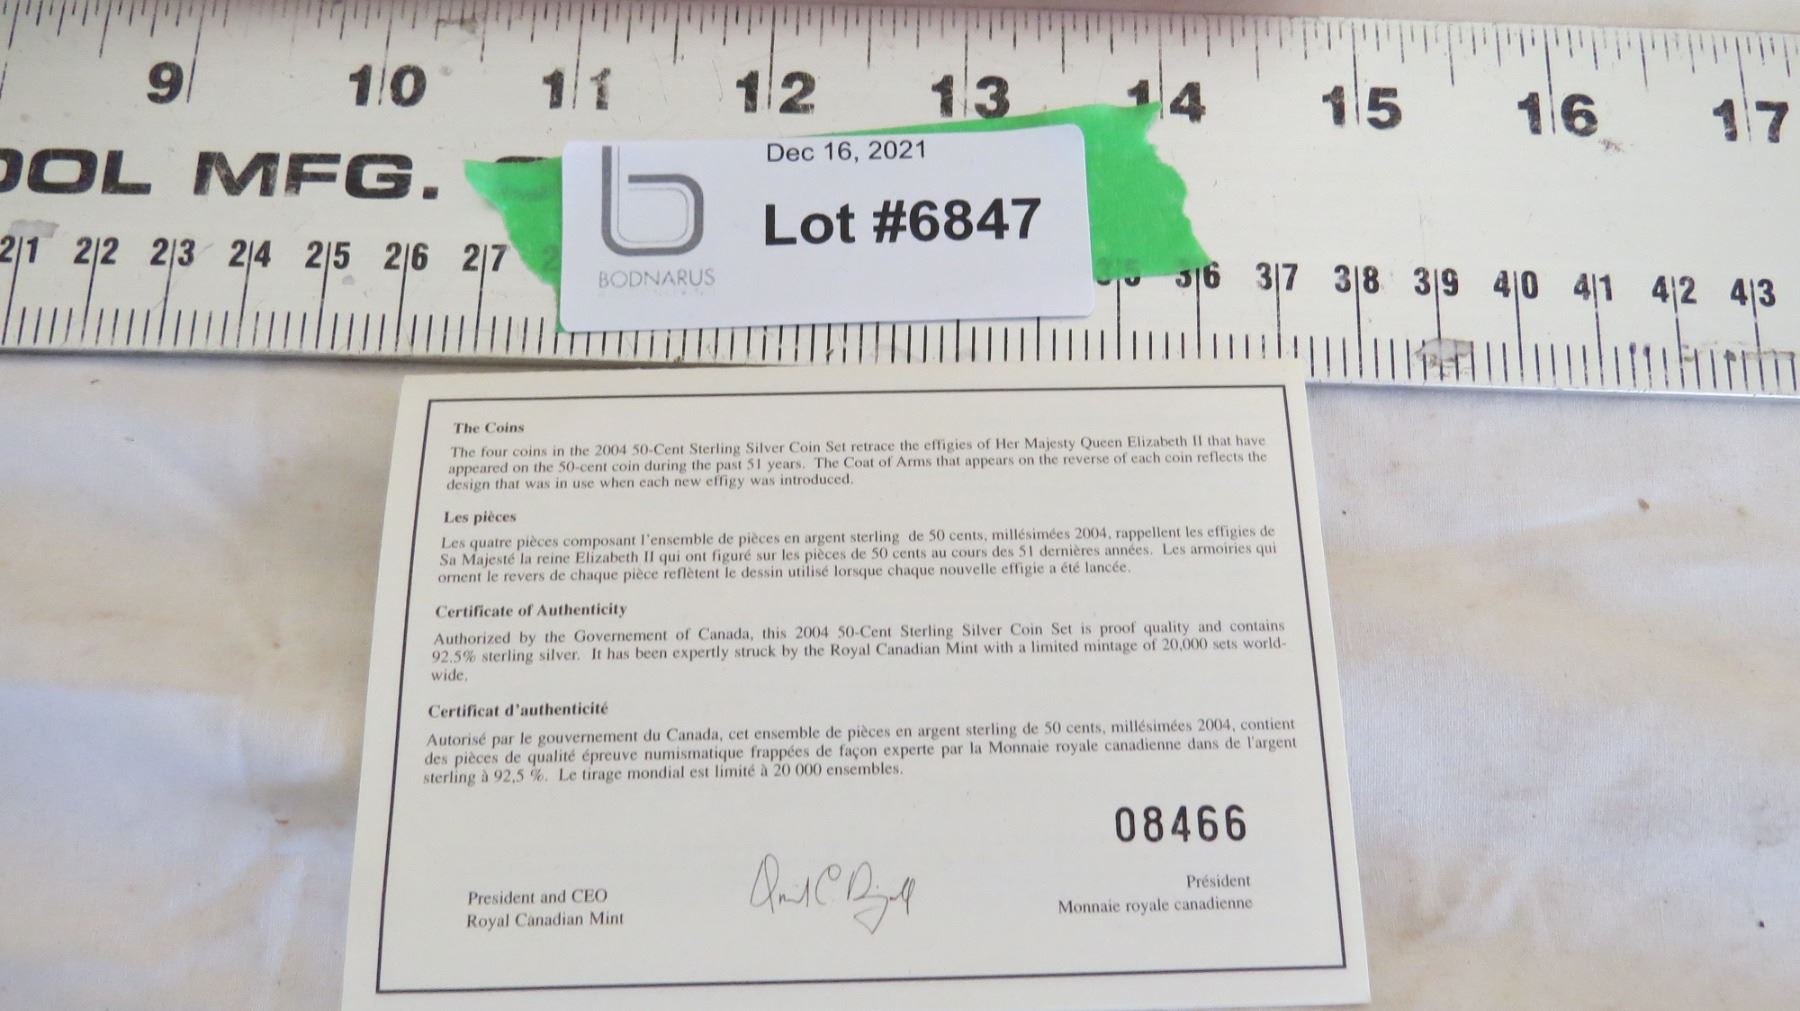 9 10 11 12 13 14 15 16 17
OOL MFG.
Dec 16, 2021
Lot #6847
BODNARUS
21 22 23 24 25 26 27 2 35 36 37 38 39 40 41 42 43
The Coins
The four coins in the 2004 50-Cent Sterling Silver Coin Set retrace the effigies of Her Majesty Queen Elizabeth II that have
appeared on the 50-cent coin during the past 51 years. The Coat of Arms that appears on the reverse of each coin reflects the
design that was in use when each new effigy was introduced.
Les pièces
Les quatre pièces composant l'ensemble de pièces en argent sterling de 50 cents, millésimées 2004, rappellent les effigies de
Sa Majesté la reine Elizabeth II qui ont figuré sur les pièces de 50 cents au cours des 51 dernières années. Les armoiries qui
ornent le revers de chaque pièce reflètent le dessin utilisé lorsque chaque nouvelle effigie a été lancée.
Certificate of Authenticity
Authorized by the Governement of Canada, this 2004 50-Cent Sterling Silver Coin Set is proof quality and contains
92.5% sterling silver. It has been expertly struck by the Royal Canadian Mint with a limited mintage of 20,000 sets world-
wide.
Certificat d'authenticité
Autorisé par le gouvernement du Canada, cet ensemble de pièces en argent sterling de 50 cents, millésimées 2004, contient
des pièces de qualité épreuve numismatique frappées de façon experte par la Monnaie royale canadienne dans de l'argent
sterling à 92,5 %. Le tirage mondial est limité à 20 000 ensembles.
08466
President and CEO
Royal Canadian Mint
Président
Monnaie royale canadienne